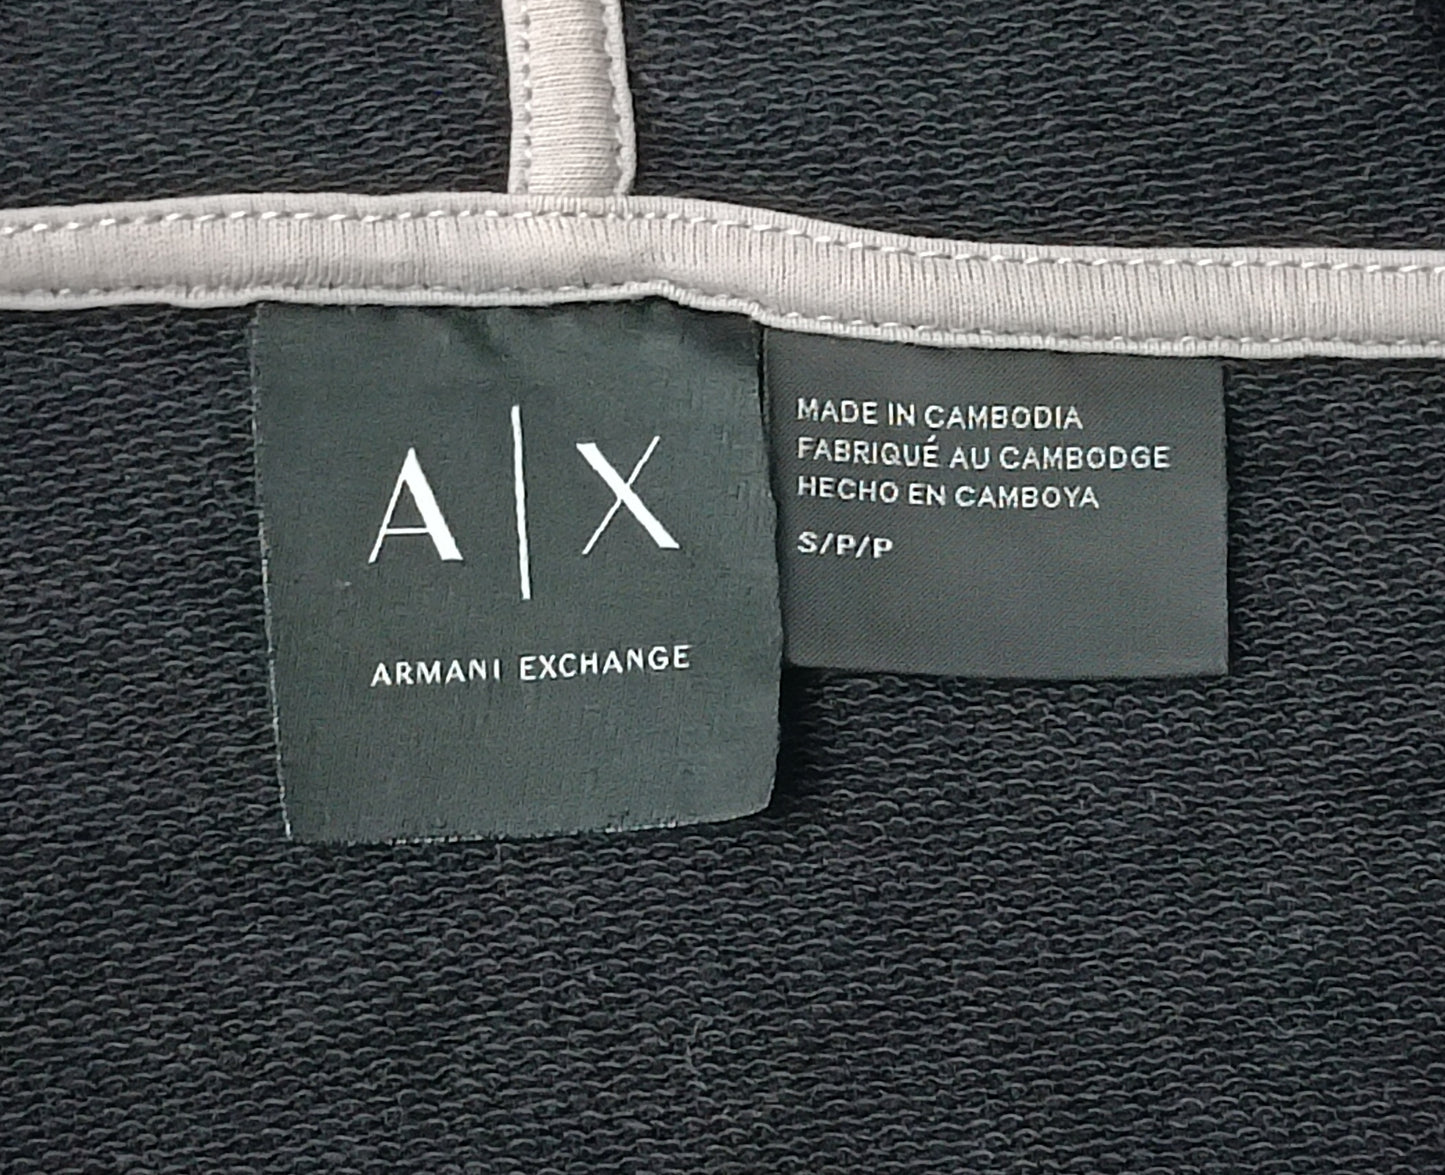 A|X
ARMANI EXCHANGE
MADE IN CAMBODIA
FABRIQUÉ AU CAMBODGE
HECHO EN CAMBOYA
S/P/P